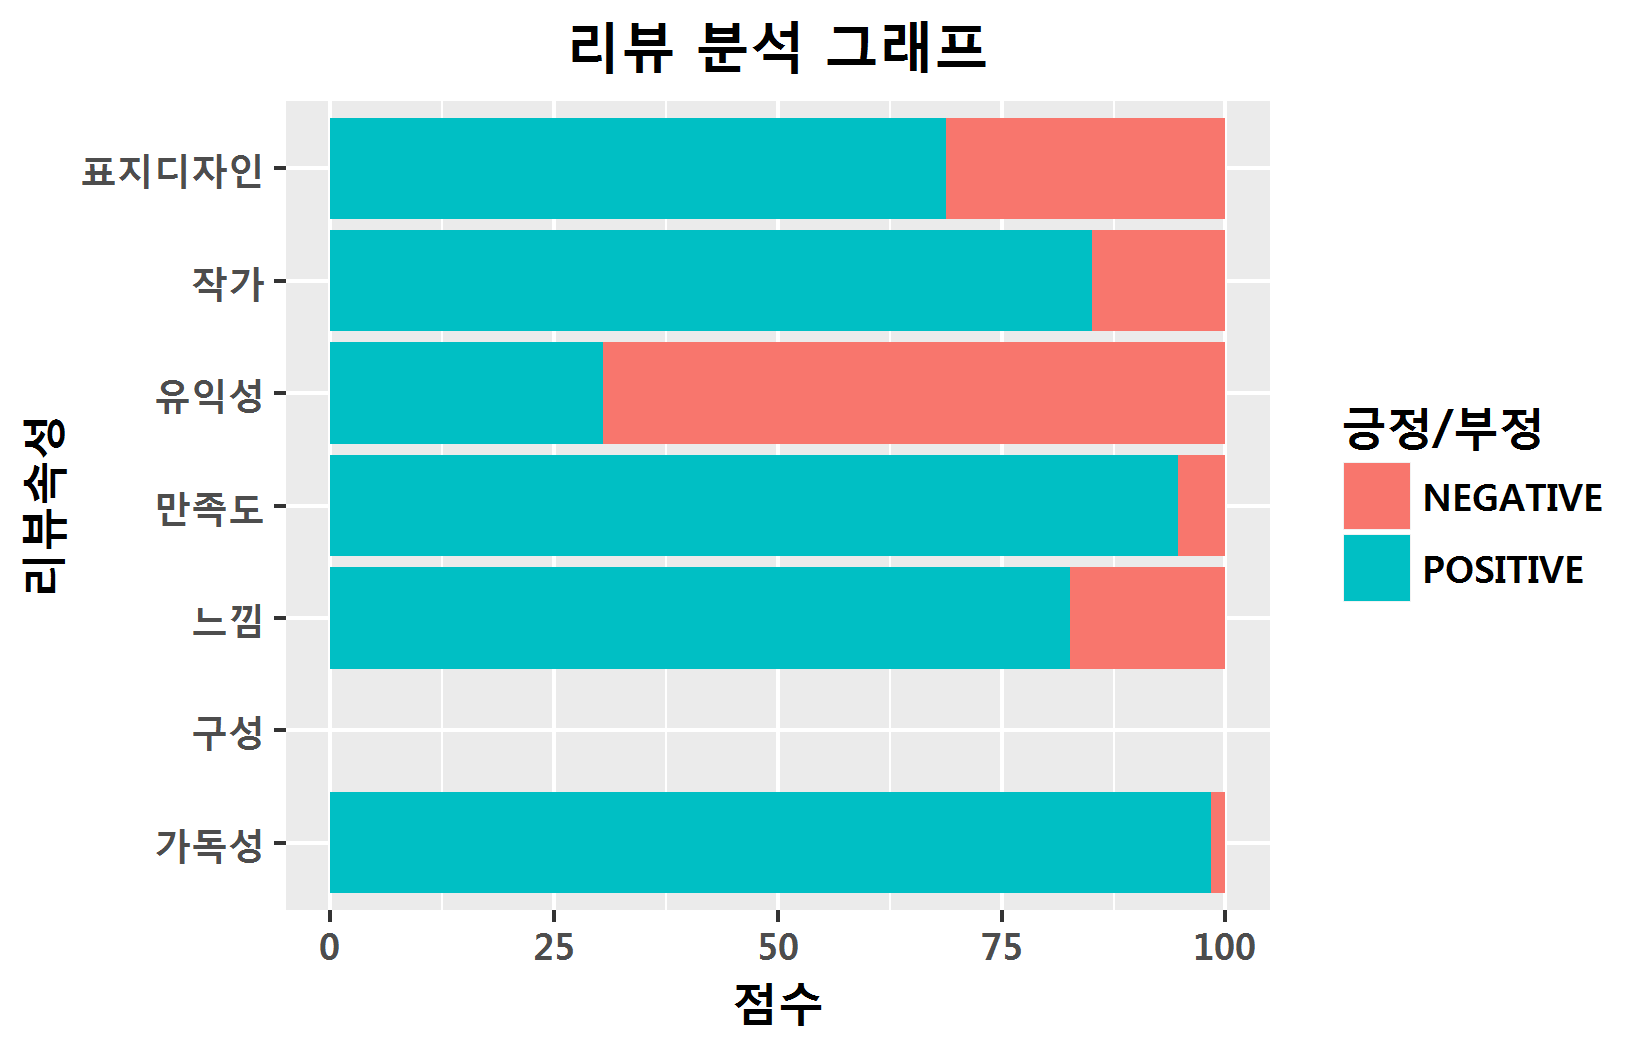 리뷰 분석 그래프
리뷰속성
표지디자인
작가
유익성
만족도
느낌
구성
가독성
0 25 50 75 100
점수
긍정/부정
NEGATIVE
POSITIVE